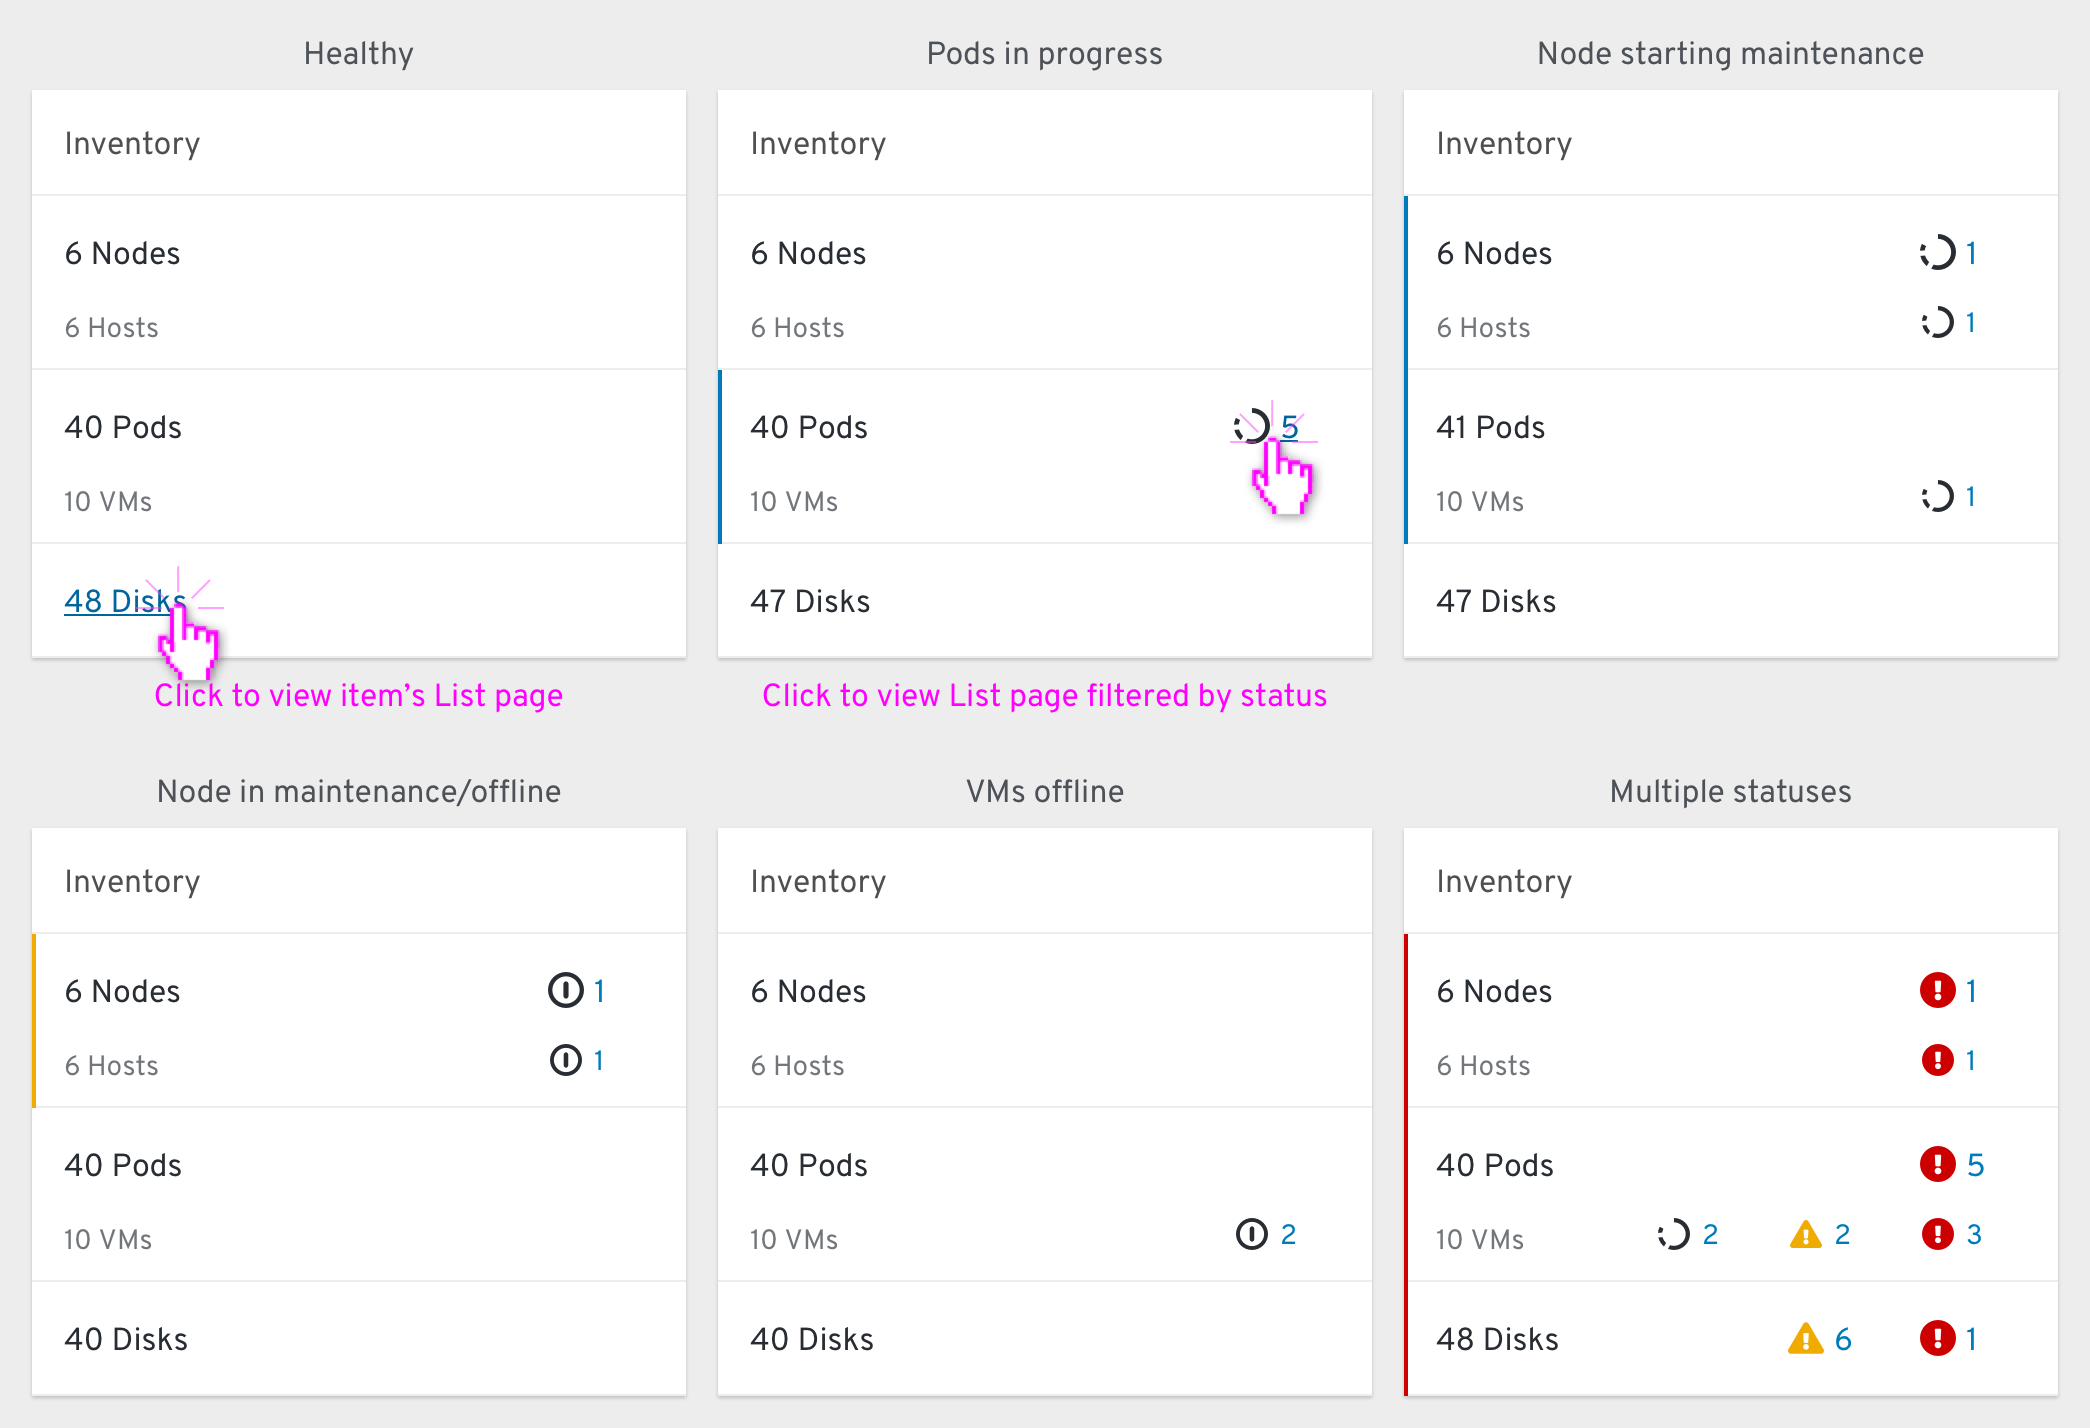 Healthy
Inventory
6 Nodes
6 Hosts
40 Pods
10 VMs
48 Disks
Click to view item’s List page
Pods in progress
Inventory
6 Nodes
6 Hosts
40 Pods 5
10 VMs
47 Disks
Click to view List page filtered by status
Node starting maintenance
Inventory
6 Nodes 1
6 Hosts 1
41 Pods
10 VMs 1
47 Disks
Node in maintenance/offline
Inventory
6 Nodes 1
6 Hosts 1
40 Pods
10 VMs
40 Disks
VMs offline
Inventory
6 Nodes
6 Hosts
40 Pods
10 VMs 2
40 Disks
Multiple statuses
Inventory
6 Nodes 1
6 Hosts 1
40 Pods 5
10 VMs 2 2 3
48 Disks 6 1